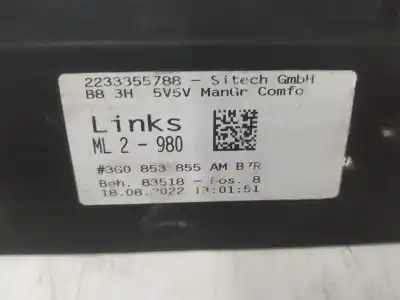 2233355788 - Sitech GmbH
B8 3H 5V5V ManGr Comfo
Links
ML 2 - 980
#3G0 853 855 AM B7R
Beh. 83518 - Pos. 8
18.08.2022 13:01:51